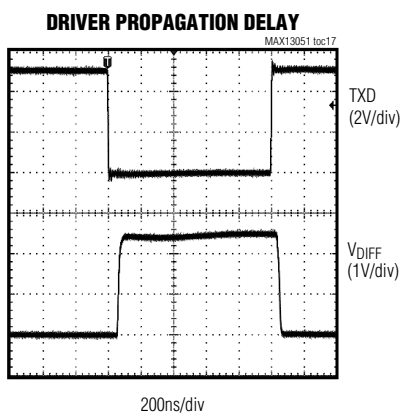 DRIVER PROPAGATION DELAY
MAX13051 toc17
T
TXD
(2V/div)
VDIFF
(1V/div)
200ns/div